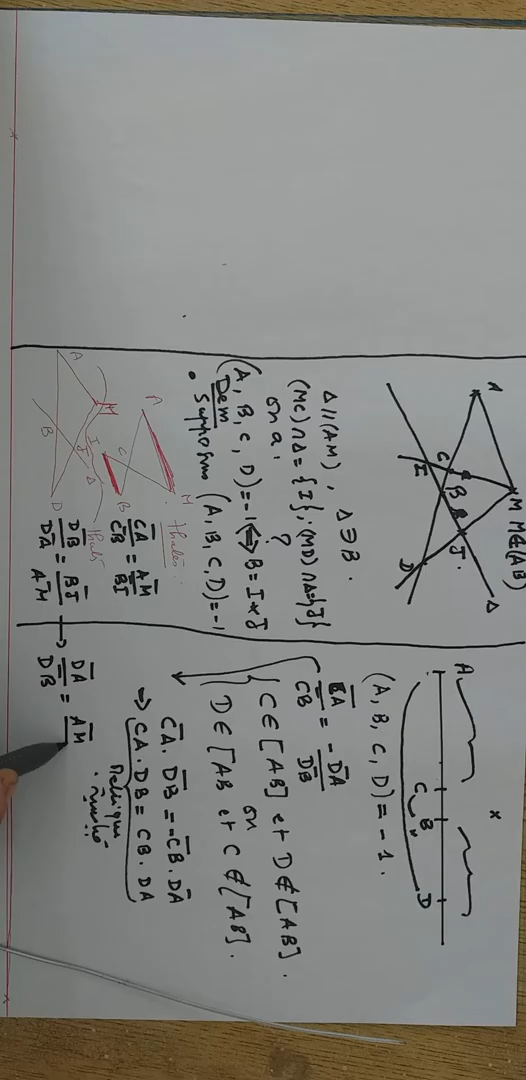 A
M
M∉(AB)
C
I
B
J
D
Δ
Δ//(AM) ; Δ∋B.
(MC)∩Δ={I} ; (MD)∩Δ={J}
on a :
(A, B, C, D)=-1 ⇔ B=I*J
?
Dem
• Supposons (A, B, C, D)=-1
A
M
C
B
thalès :
CA/CB = AM/BI
A
M
I
J
B
D
Δ
thalès
DB/DA = BJ/AM → DA/DB = AM
A
C
B
D
x
(A, B, C, D) = -1.
CA/CB = -DA/DB
C∈[AB] et D∉[AB].
ou
D∈[AB] et C∉[AB].
CA.DB = -CB.DA
⇒ CA.DB = CB.DA